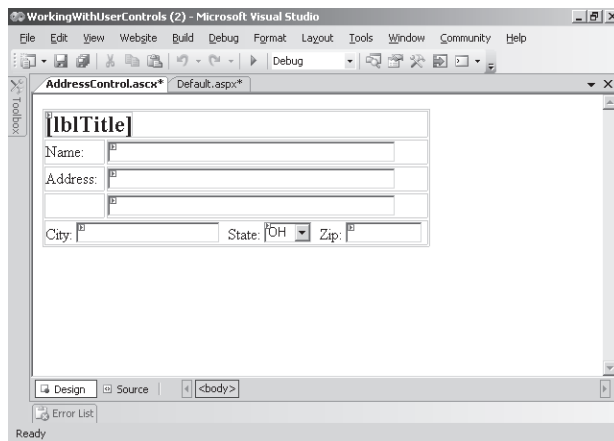 WorkingWithUserControls (2) - Microsoft Visual Studio
File Edit View Website Build Debug Format Layout Tools Window Community Help
Debug
Toolbox
AddressControl.ascx* Default.aspx*
[lblTitle]
Name:
Address:
City: State: OH Zip:
Design Source <body>
Error List
Ready